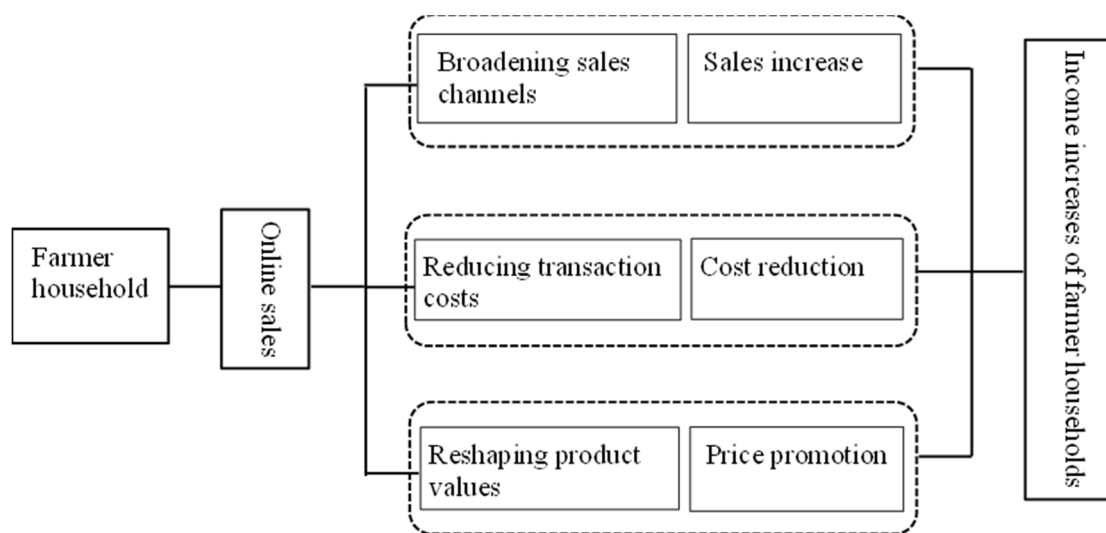 Farmer
household
Online sales
Broadening sales
channels
Sales increase
Reducing transaction
costs
Cost reduction
Reshaping product
values
Price promotion
Income increases of farmer households